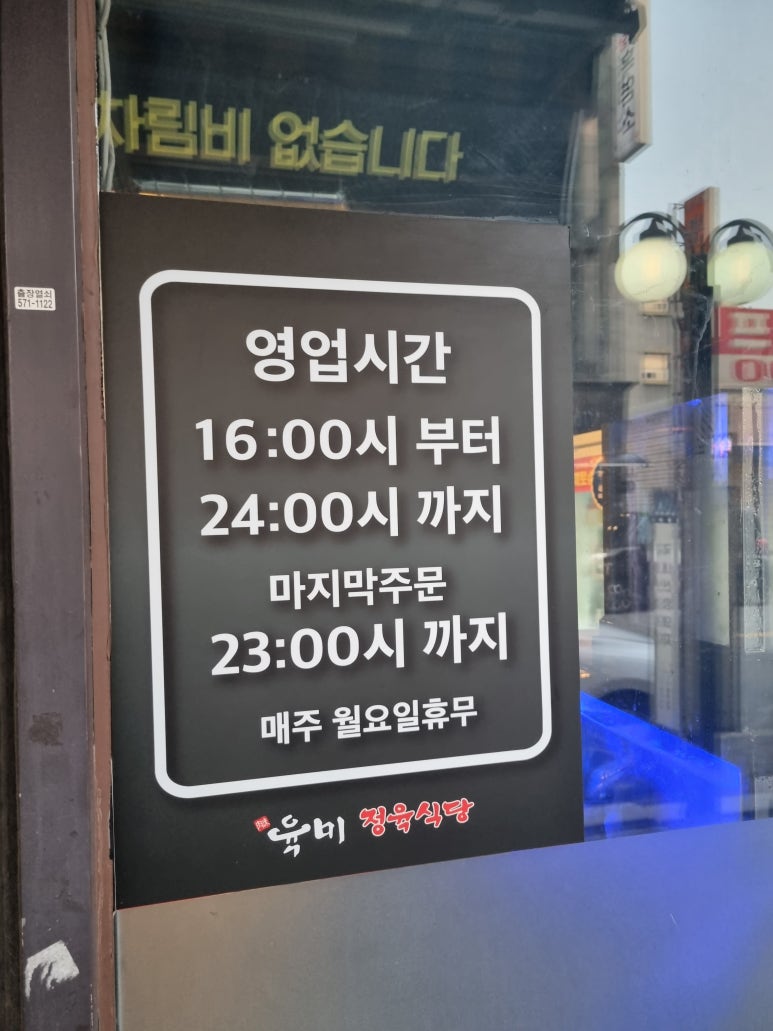 차림비 없습니다
출장열쇠
571-1122
영업시간
16:00시 부터
24:00시 까지
마지막주문
23:00시 까지
매주 월요일휴무
육미 정육식당